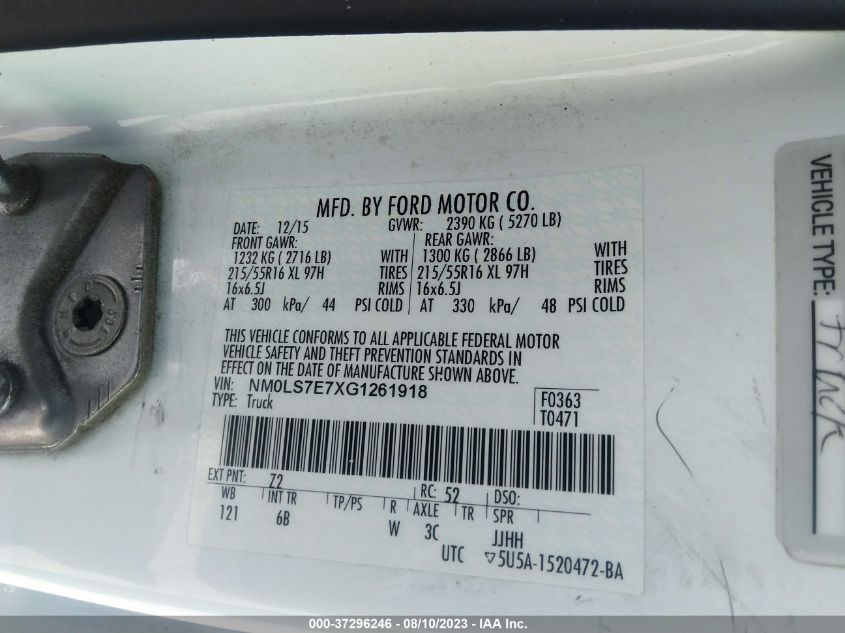 MFD. BY FORD MOTOR CO.
DATE: 12/15 GVWR: 2390 KG ( 5270 LB)
FRONT GAWR: REAR GAWR:
1232 KG ( 2716 LB) WITH 1300 KG ( 2866 LB) WITH
215/55R16 XL 97H TIRES 215/55R16 XL 97H TIRES
16x6.5J RIMS 16x6.5J RIMS
AT 300 kPa/ 44 PSI COLD AT 330 kPa/ 48 PSI COLD
THIS VEHICLE CONFORMS TO ALL APPLICABLE FEDERAL MOTOR
VEHICLE SAFETY AND THEFT PREVENTION STANDARDS IN
EFFECT ON THE DATE OF MANUFACTURE SHOWN ABOVE.
VIN: NM0LS7E7XG1261918 F0363
TYPE: Truck T0471
EXT PNT: Z2 RC: 52 DSO:
WB INT TR TP/PS R AXLE TR SPR
121 6B W 3C JJHH
UTC ▽5U5A-1520472-BA
VEHICLE TYPE:
Truck
000-37296246 - 08/10/2023 - IAA Inc.